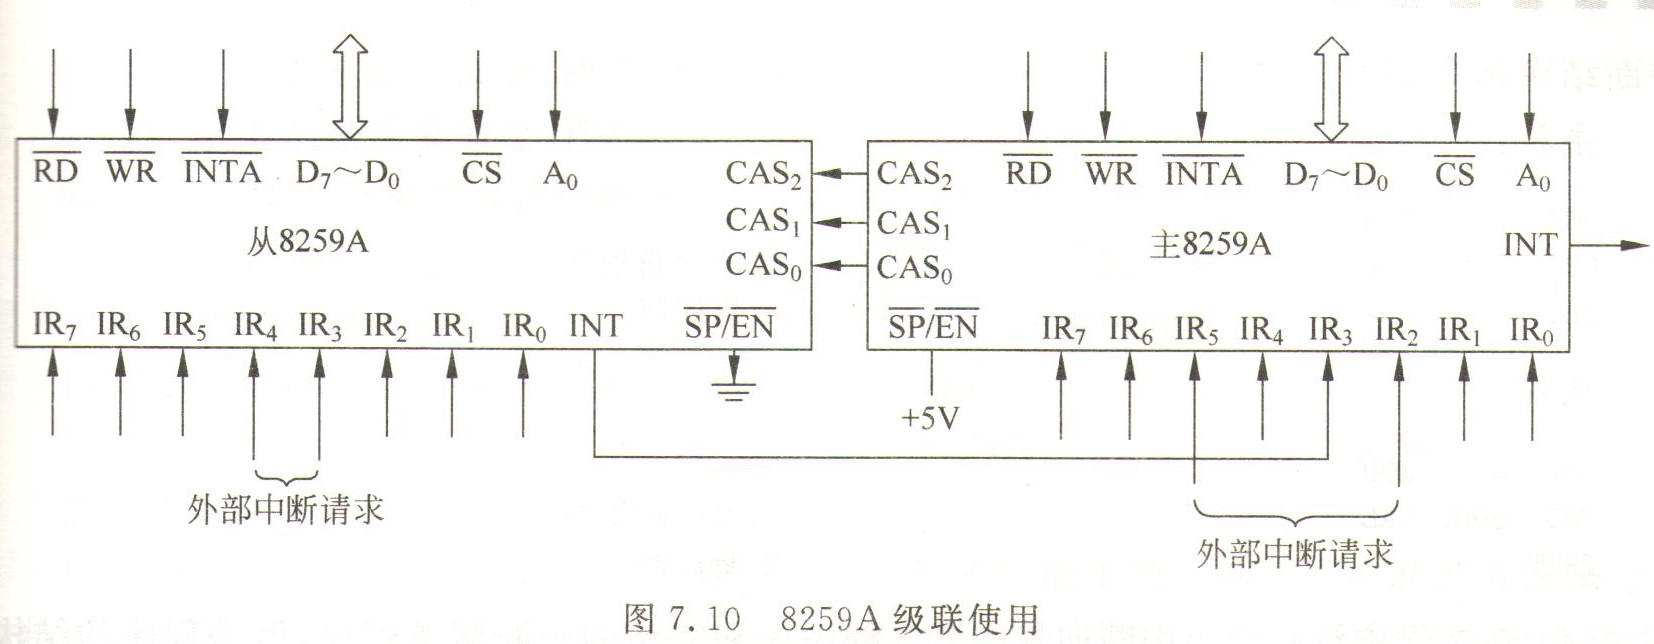 RD WR INTA D₇～D₀ CS A₀ CAS₂
CAS₁
从8259A
CAS₀
IR₇ IR₆ IR₅ IR₄ IR₃ IR₂ IR₁ IR₀ INT SP/EN
外部中断请求
CAS₂ RD WR INTA D₇～D₀ CS A₀
CAS₁
主8259A INT
CAS₀
SP/EN IR₇ IR₆ IR₅ IR₄ IR₃ IR₂ IR₁ IR₀
+5V
外部中断请求
图 7.10 8259A 级联使用